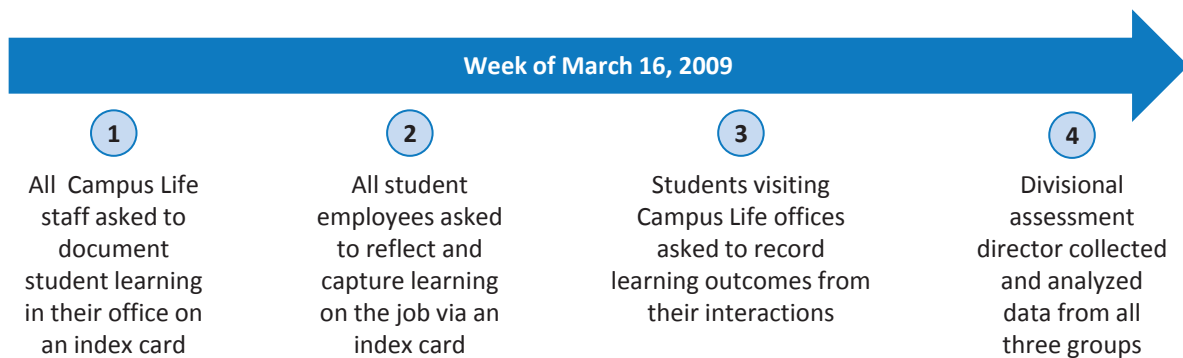 Week of March 16, 2009
1
All Campus Life
staff asked to
document
student learning
in their office on
an index card
2
All student
employees asked
to reflect and
capture learning
on the job via an
index card
3
Students visiting
Campus Life offices
asked to record
learning outcomes from
their interactions
4
Divisional
assessment
director collected
and analyzed
data from all
three groups